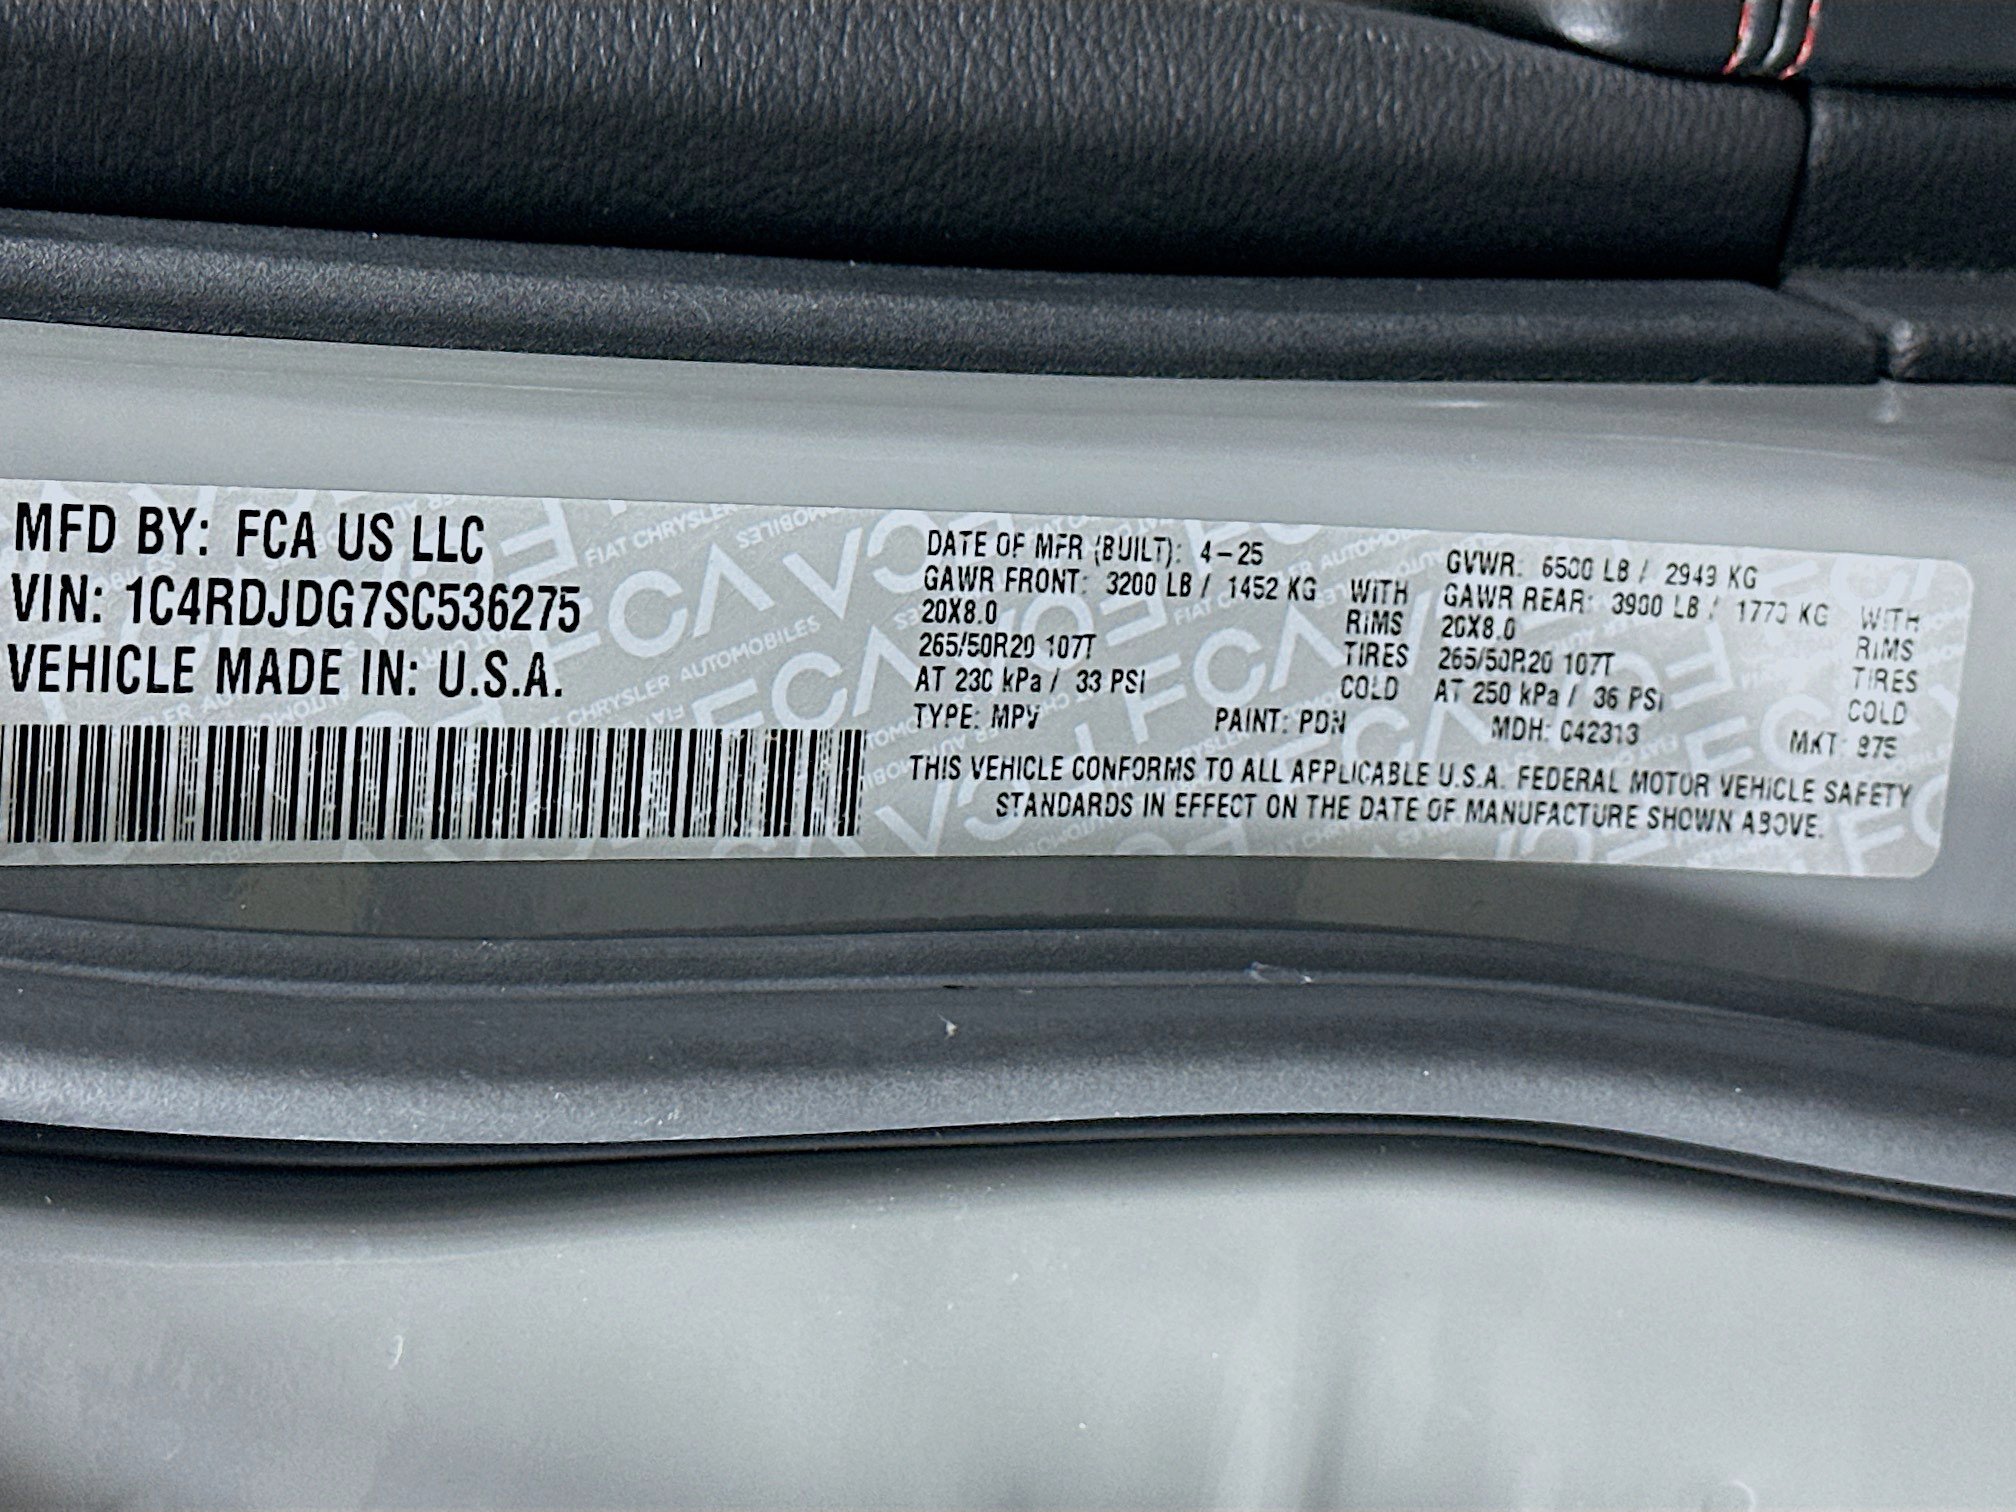 MFD BY: FCA US LLC
VIN: 1C4RDJDG7SC536275
VEHICLE MADE IN: U.S.A.
DATE OF MFR (BUILT): 4-25 GVWR: 6500 LB / 2949 KG
GAWR FRONT: 3200 LB / 1452 KG WITH GAWR REAR: 3900 LB / 1770 KG WITH
20X8.0 RIMS 20X8.0 RIMS
265/50R20 107T TIRES 265/50R20 107T TIRES
AT 230 kPa / 33 PSI COLD AT 250 kPa / 36 PSI COLD
TYPE: MPV PAINT: PDN MDH: C42313 MKT:
THIS VEHICLE CONFORMS TO ALL APPLICABLE U.S.A. FEDERAL MOTOR VEHICLE SAFETY
STANDARDS IN EFFECT ON THE DATE OF MANUFACTURE SHOWN ABOVE.